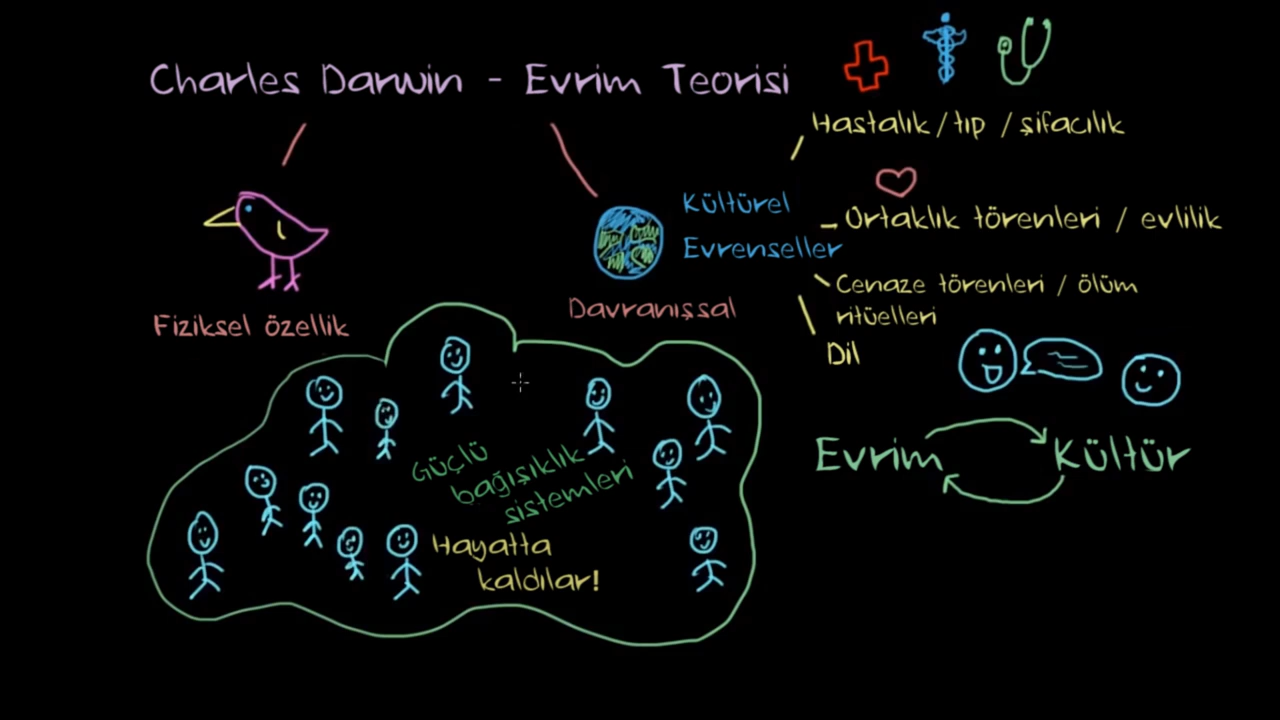 Charles Darwin - Evrim Teorisi
Hastalık / tıp / şifacılık
Kültürel
Evrenseller
Ortaklık törenleri / evlilik
Cenaze törenleri / ölüm
ritüelleri
Dil
Fiziksel özellik
Davranışsal
Evrim
Kültür
Güçlü
bağışıklık
sistemleri
Hayatta
kaldılar!